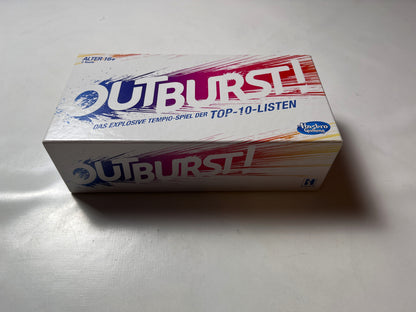 ALTER 16+
OUTBURST!
DAS EXPLOSIVE TEMPO-SPIEL DER TOP-10-LISTEN
Hasbro
Gaming
OUTBURST!